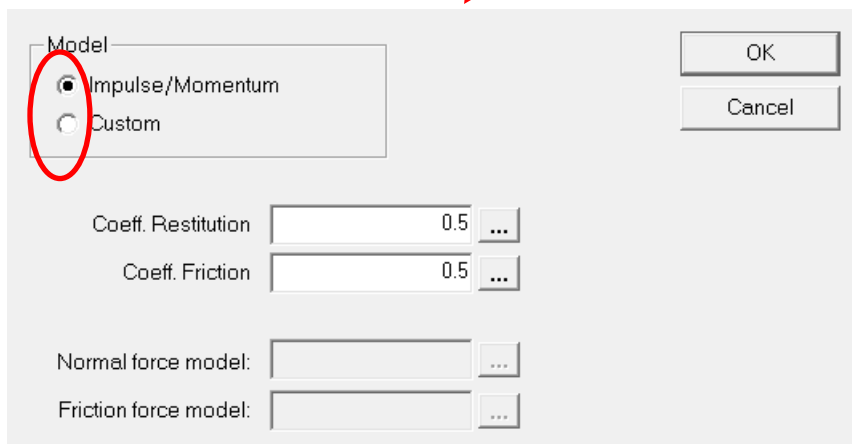 Model
Impulse/Momentum
Custom
OK
Cancel
Coeff. Restitution 0.5 ...
Coeff. Friction 0.5 ...
Normal force model: ...
Friction force model: ...